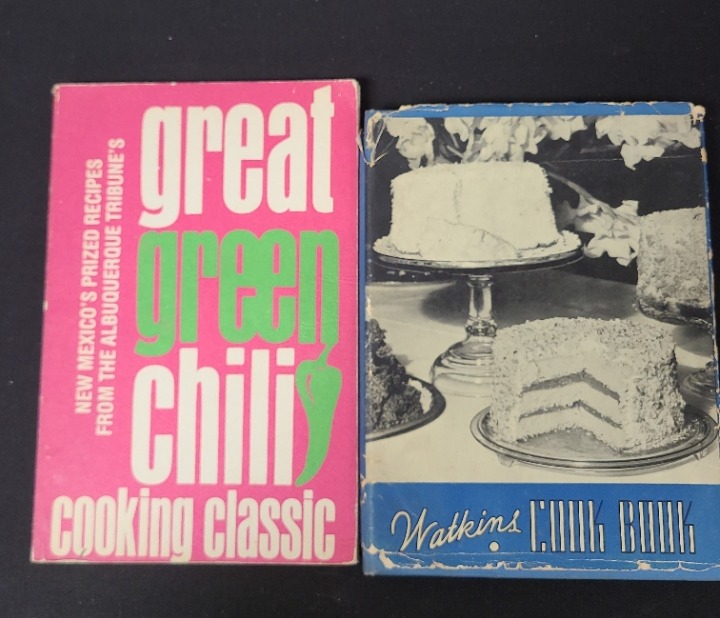 great
green
chili
cooking classic
NEW MEXICO'S PRIZED RECIPES
FROM THE ALBUQUERQUE TRIBUNE'S
Watkins COOK BOOK